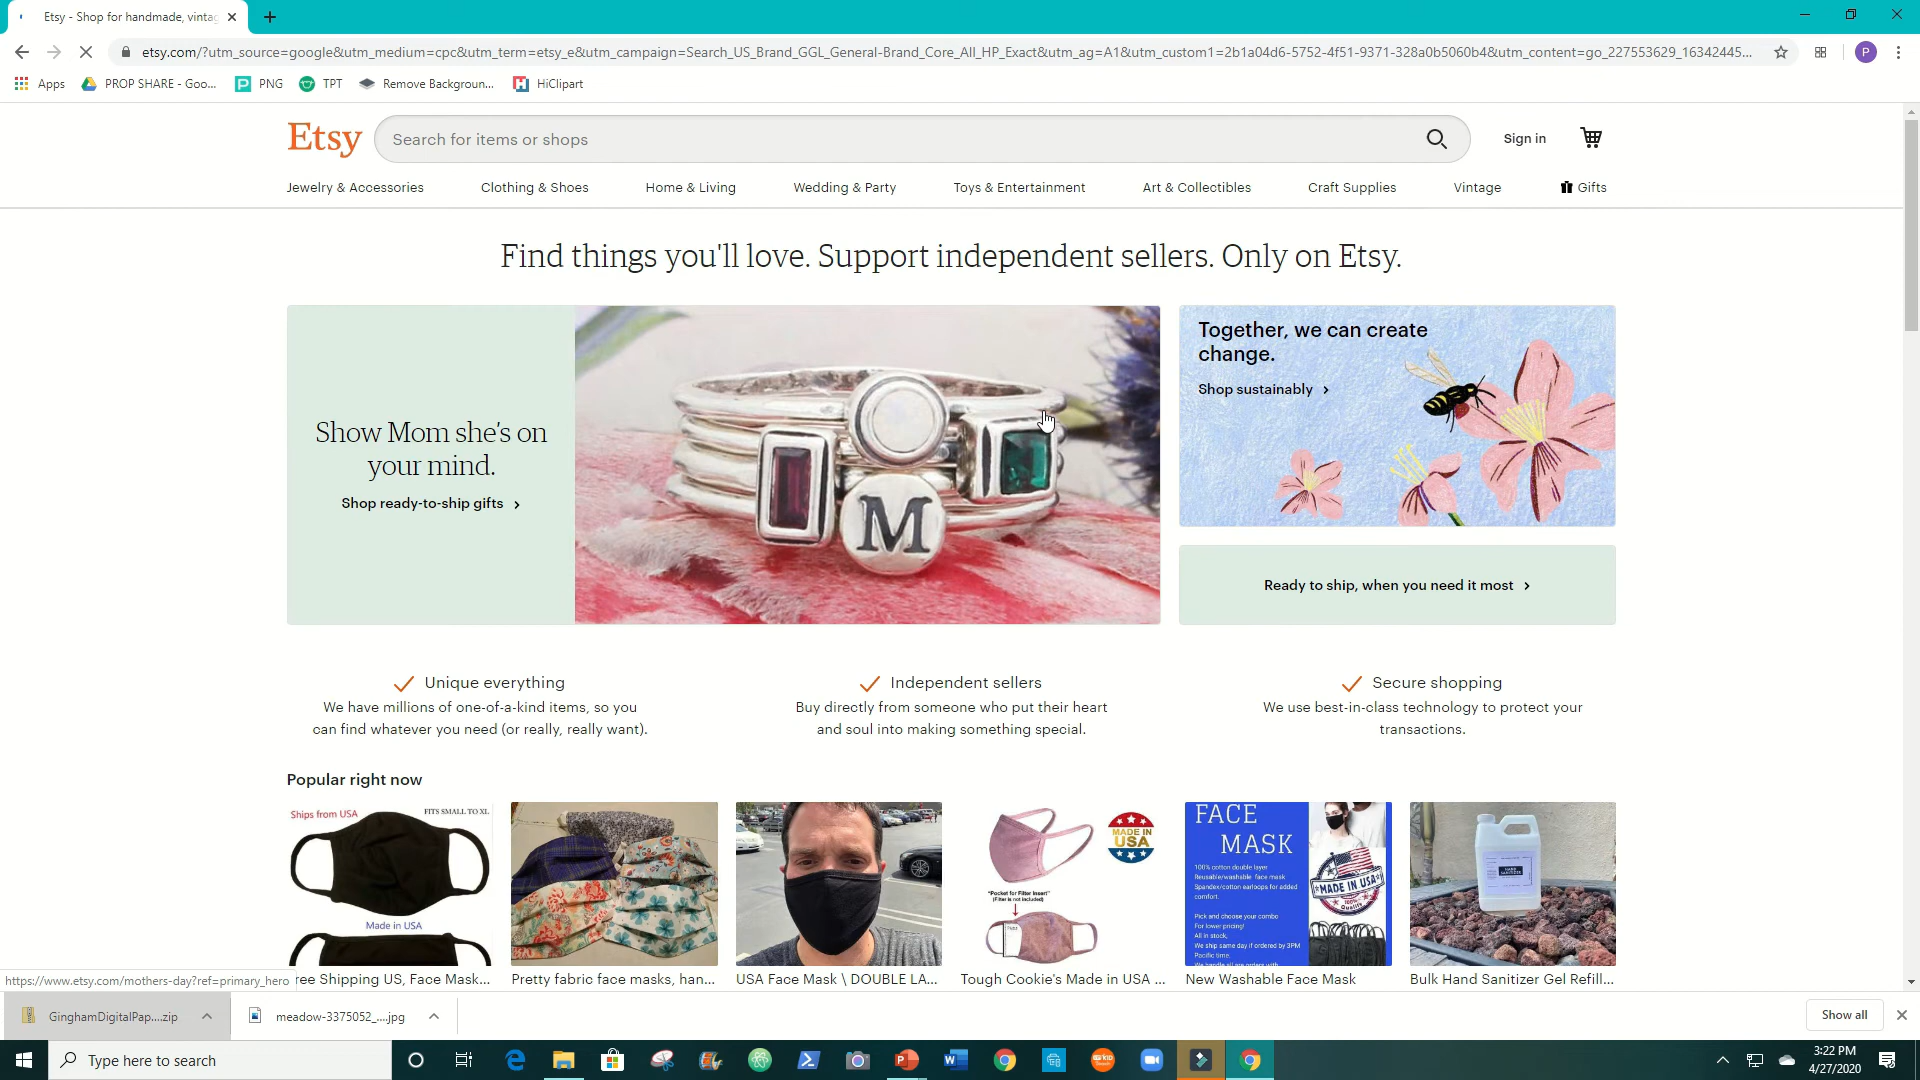 Etsy - Shop for handmade, vintag
etsy.com/?utm_source=google&utm_medium=cpc&utm_term=etsy_e&utm_campaign=Search_US_Brand_GGL_General-Brand_Core_All_HP_Exact&utm_ag=A1&utm_custom1=2b1a04d6-5752-4f51-9371-328a0b5060b4&utm_content=go_227553629_16342445...
P
Apps PROP SHARE - Goo... PNG TPT Remove Backgroun... HiClipart
Etsy
Search for items or shops
Sign in
Jewelry & Accessories Clothing & Shoes Home & Living Wedding & Party Toys & Entertainment Art & Collectibles Craft Supplies Vintage Gifts
Find things you'll love. Support independent sellers. Only on Etsy.
Show Mom she's on
your mind.
Shop ready-to-ship gifts
M
Together, we can create
change.
Shop sustainably
Ready to ship, when you need it most
Unique everything
We have millions of one-of-a-kind items, so you
can find whatever you need (or really, really want).
Independent sellers
Buy directly from someone who put their heart
and soul into making something special.
Secure shopping
We use best-in-class technology to protect your
transactions.
Popular right now
Ships from USA
FITS SMALL TO XL
Made in USA
"Pocket for Filter Insert"
(Filter is not included)
MADE IN
USA
FACE
MASK
100% cotton double layer
Reusable/washable face mask
Spandex/cotton earloops for added
comfort.
Pick and choose your combo
For lower pricing!
All in stock,
We ship same day if ordered by 3PM
Pacific time.
MADE IN USA
HAND
SANITIZER
ree Shipping US, Face Mask... Pretty fabric face masks, han... USA Face Mask \ DOUBLE LA... Tough Cookie's Made in USA ... New Washable Face Mask Bulk Hand Sanitizer Gel Refill...
https://www.etsy.com/mothers-day?ref=primary_hero
GinghamDigitalPap....zip
meadow-3375052_....jpg
Show all
Type here to search
3:22 PM
4/27/2020